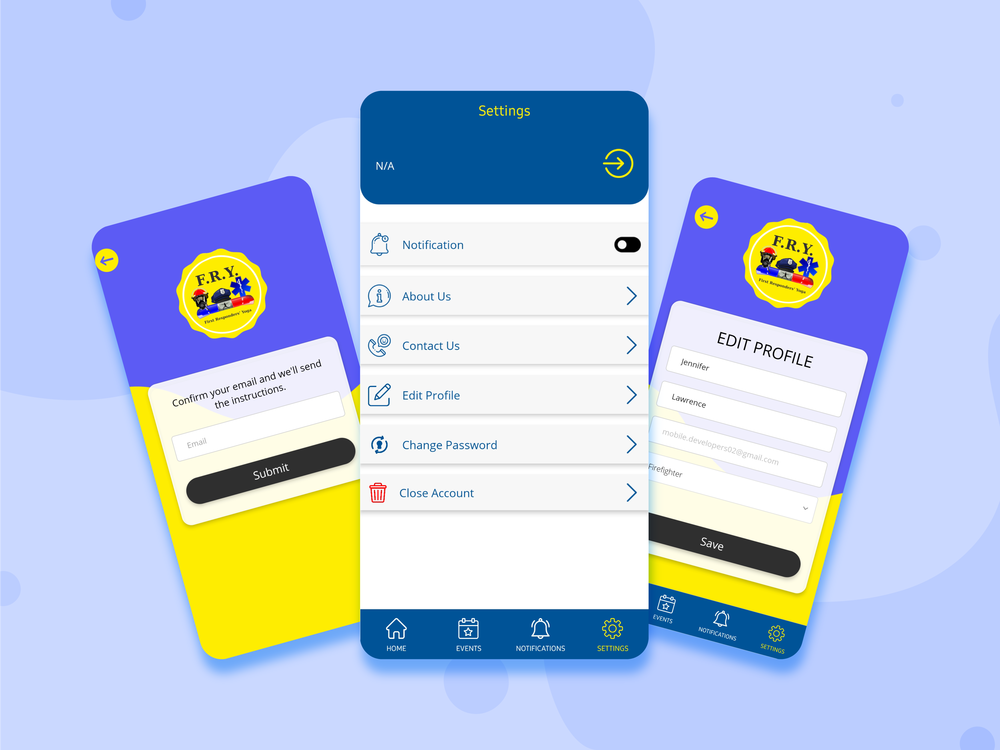 F.R.Y.
First Responders' Yoga
Confirm your email and we'll send
the instructions.
Email
Submit
Settings
N/A
Notification
About Us
Contact Us
Edit Profile
Change Password
Close Account
HOME
EVENTS
NOTIFICATIONS
SETTINGS
F.R.Y.
First Responders' Yoga
EDIT PROFILE
Jennifer
Lawrence
mobile.developers02@gmail.com
Firefighter
Save
EVENTS
NOTIFICATIONS
SETTINGS